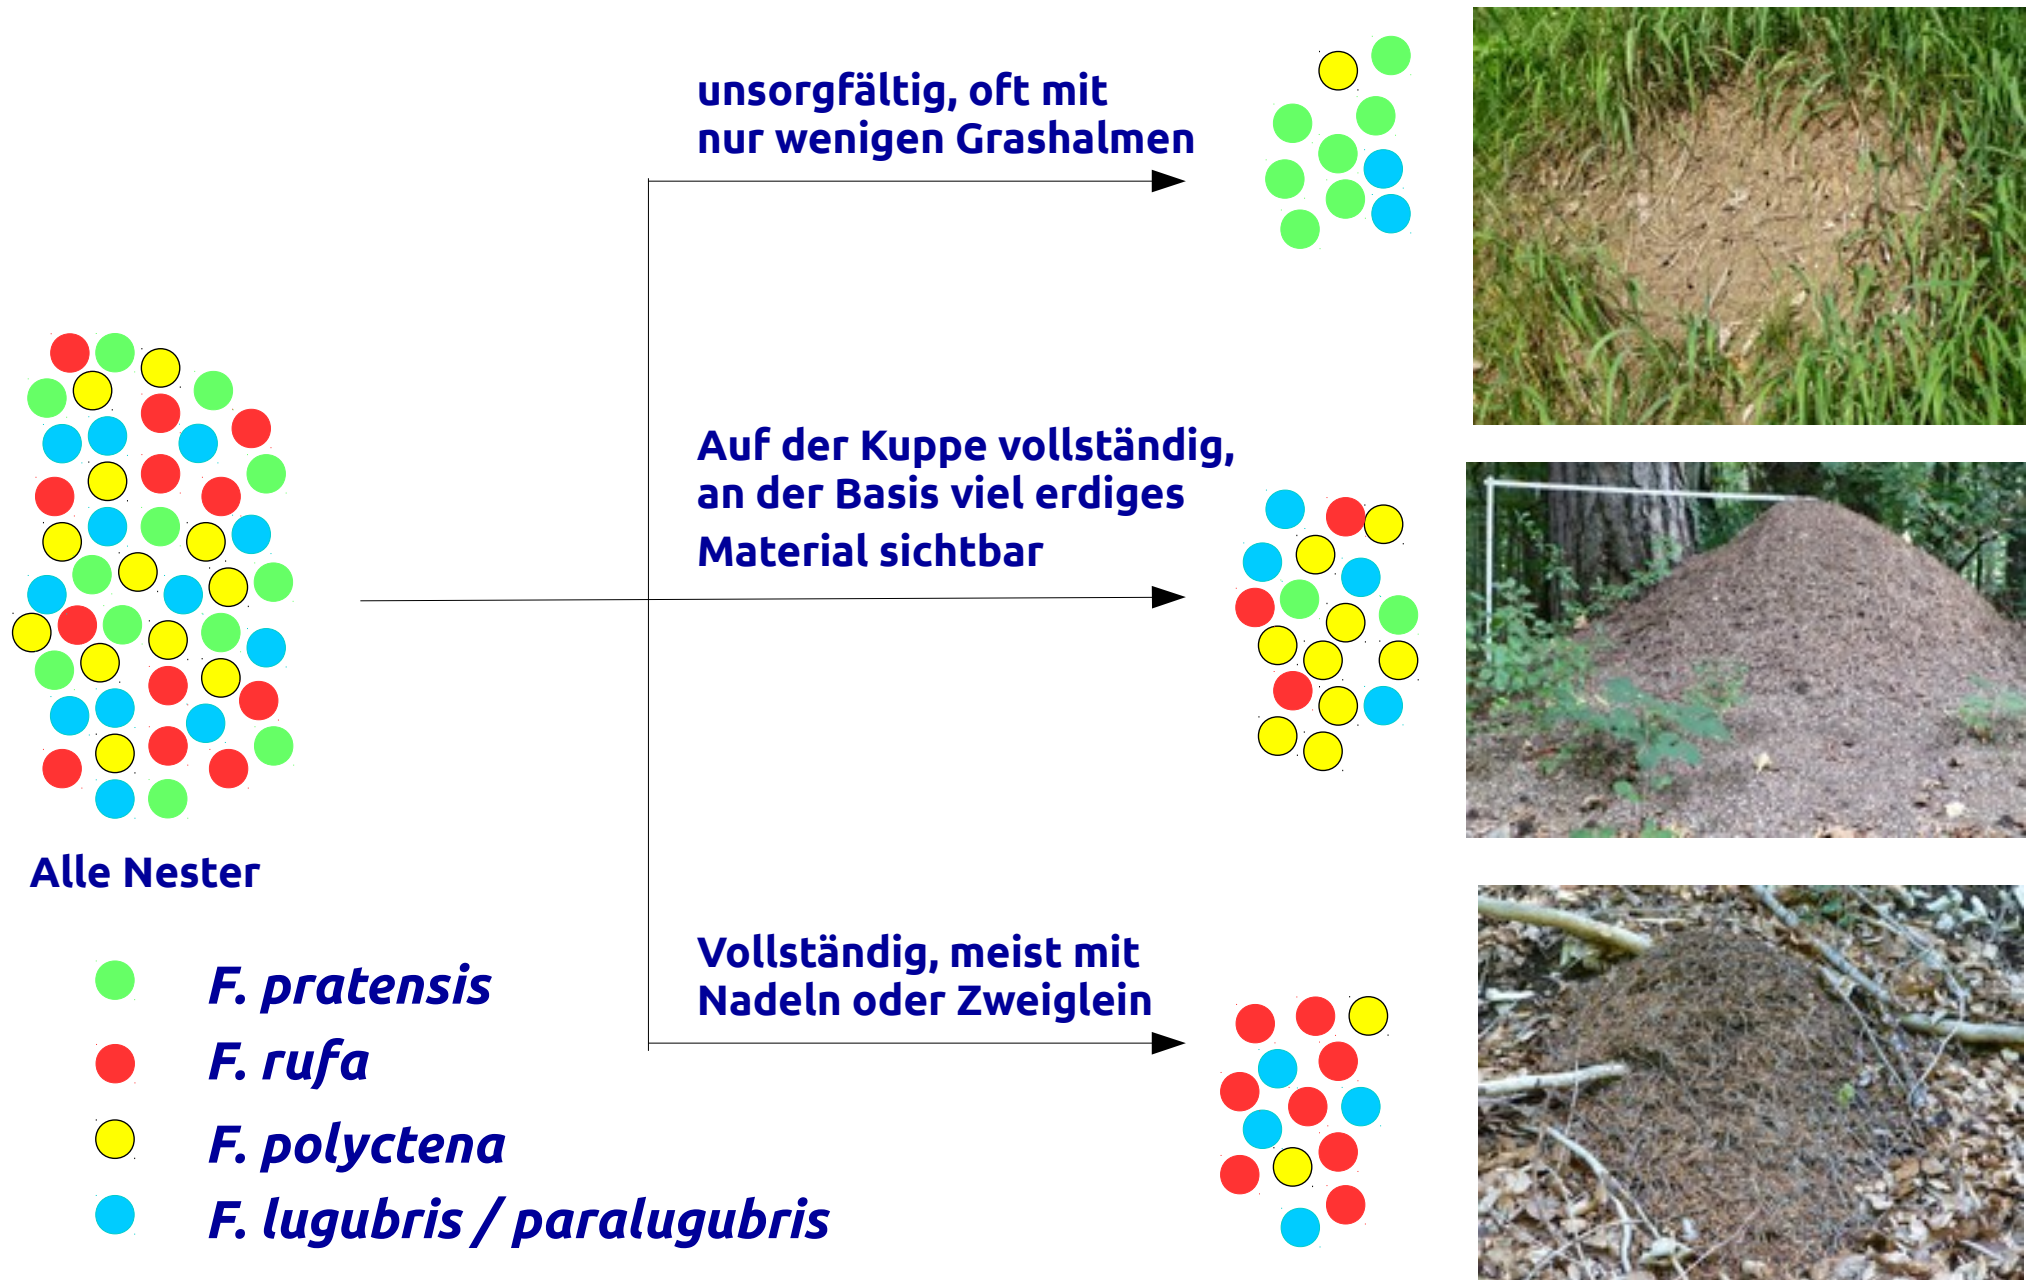 unsorgfältig, oft mit
nur wenigen Grashalmen
Auf der Kuppe vollständig,
an der Basis viel erdiges
Material sichtbar
Alle Nester
Vollständig, meist mit
Nadeln oder Zweiglein
F. pratensis
F. rufa
F. polyctena
F. lugubris / paralugubris